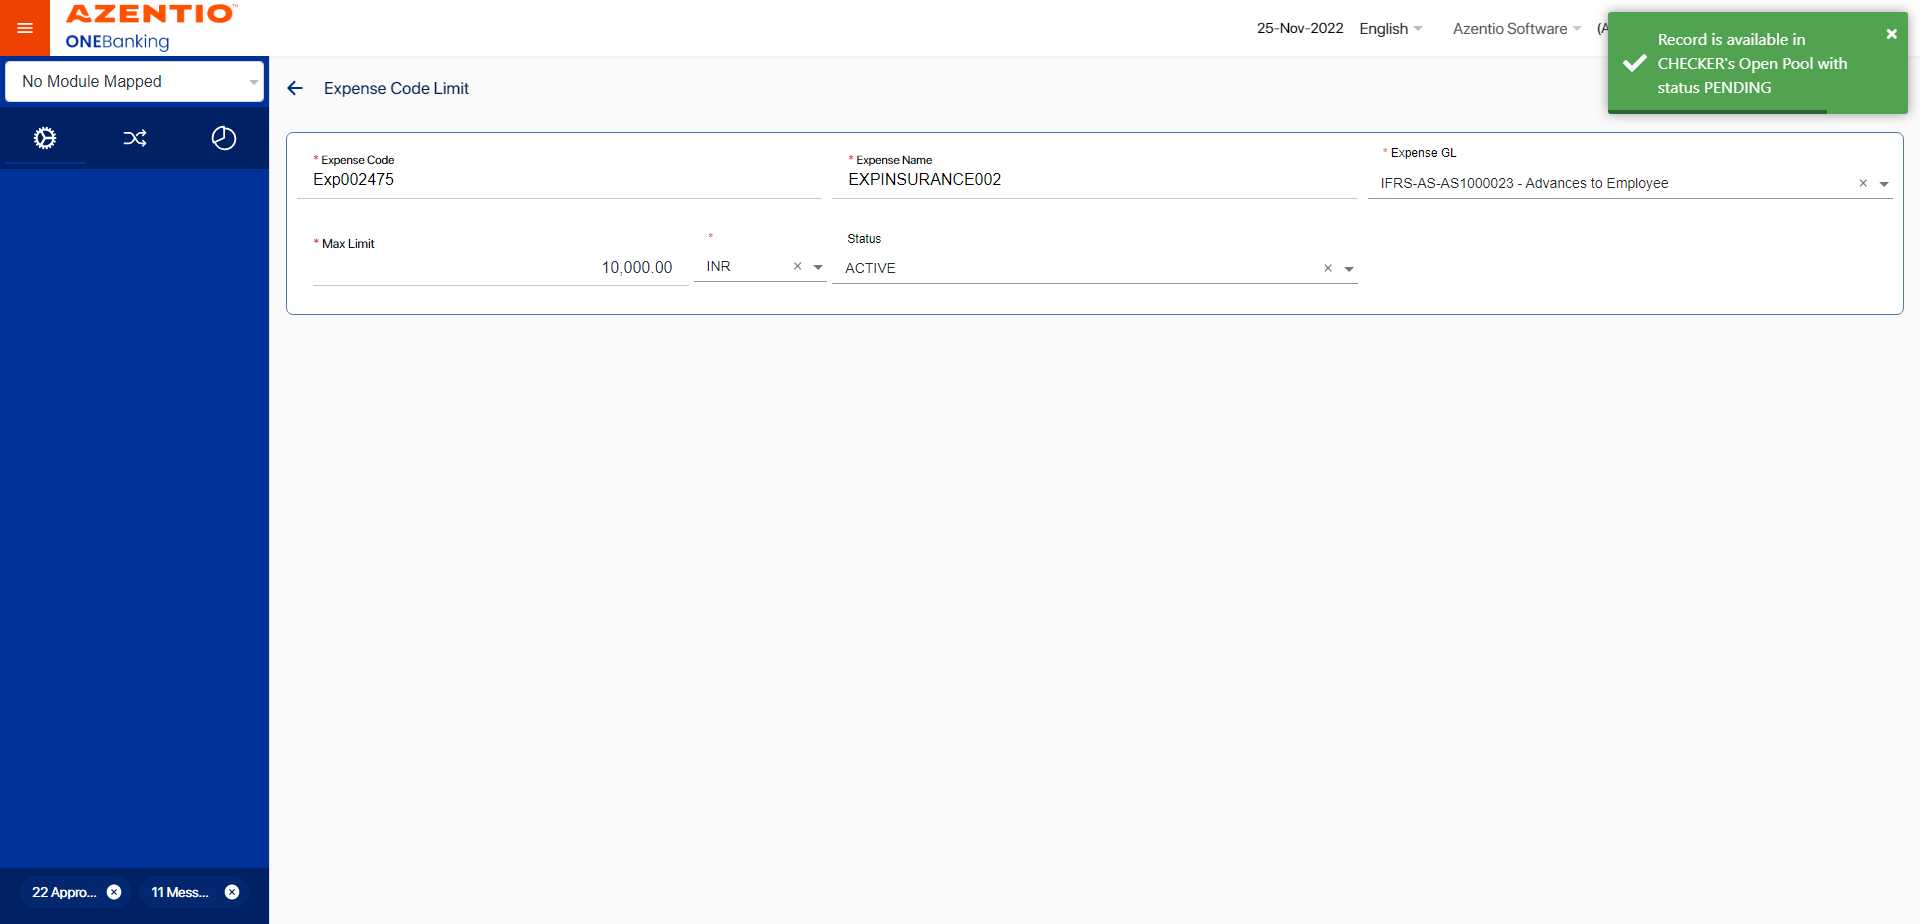 AZENTIO™
ONEBanking
25-Nov-2022
English
Azentio Software
(A
Record is available in
CHECKER's Open Pool with
status PENDING
No Module Mapped
Expense Code Limit
* Expense Code
Exp002475
* Expense Name
EXPINSURANCE002
* Expense GL
IFRS-AS-AS1000023 - Advances to Employee
* Max Limit
10,000.00
*
INR
Status
ACTIVE
22 Appro...
11 Mess...